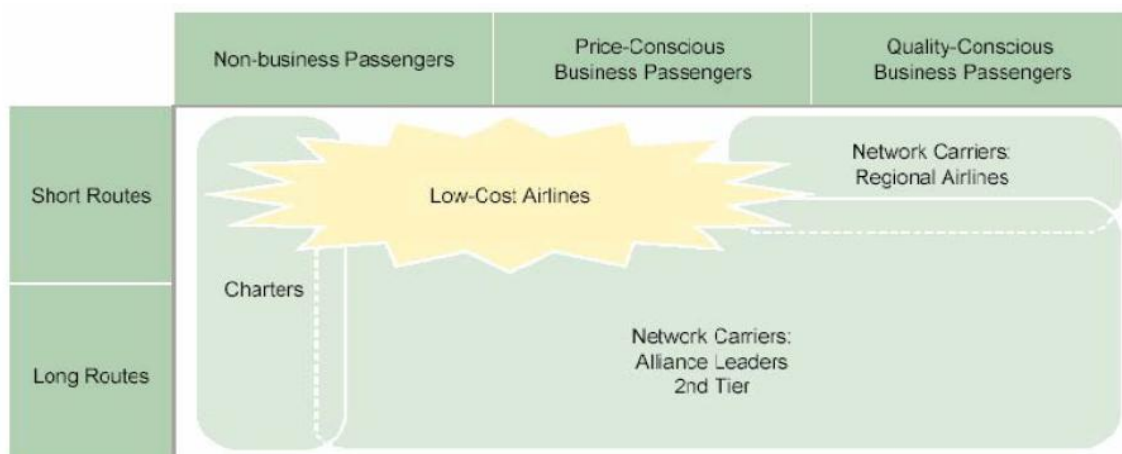 Non-business Passengers
Price-Conscious
Business Passengers
Quality-Conscious
Business Passengers
Short Routes
Low-Cost Airlines
Network Carriers:
Regional Airlines
Charters
Long Routes
Network Carriers:
Alliance Leaders
2nd Tier